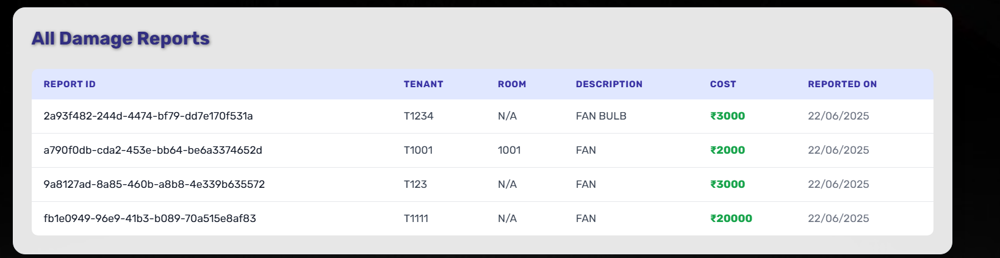 All Damage Reports
REPORT ID TENANT ROOM DESCRIPTION COST REPORTED ON
2a93f482-244d-4474-bf79-dd7e170f531a T1234 N/A FAN BULB ₹3000 22/06/2025
a790f0db-cda2-453e-bb64-be6a3374652d T1001 1001 FAN ₹2000 22/06/2025
9a8127ad-8a85-460b-a8b8-4e339b635572 T123 N/A FAN ₹3000 22/06/2025
fb1e0949-96e9-41b3-b089-70a515e8af83 T1111 N/A FAN ₹20000 22/06/2025